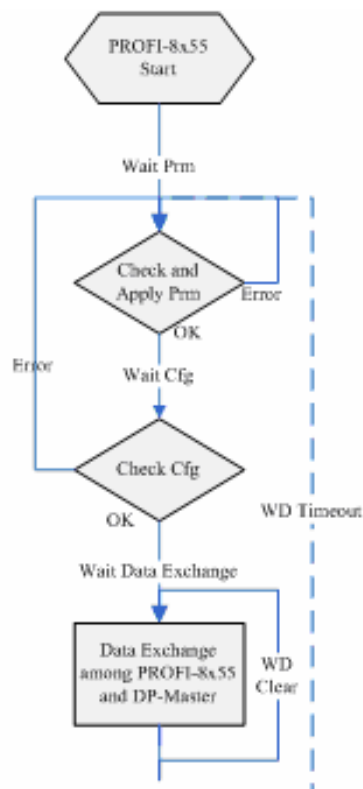 PROFI-8x55
Start
Wait Prm
Check and
Apply Prm
Error
OK
Wait Cfg
Error
Check Cfg
OK
WD Timeout
Wait Data Exchange
Data Exchange
among PROFI-8x55
and DP-Master
WD
Clear